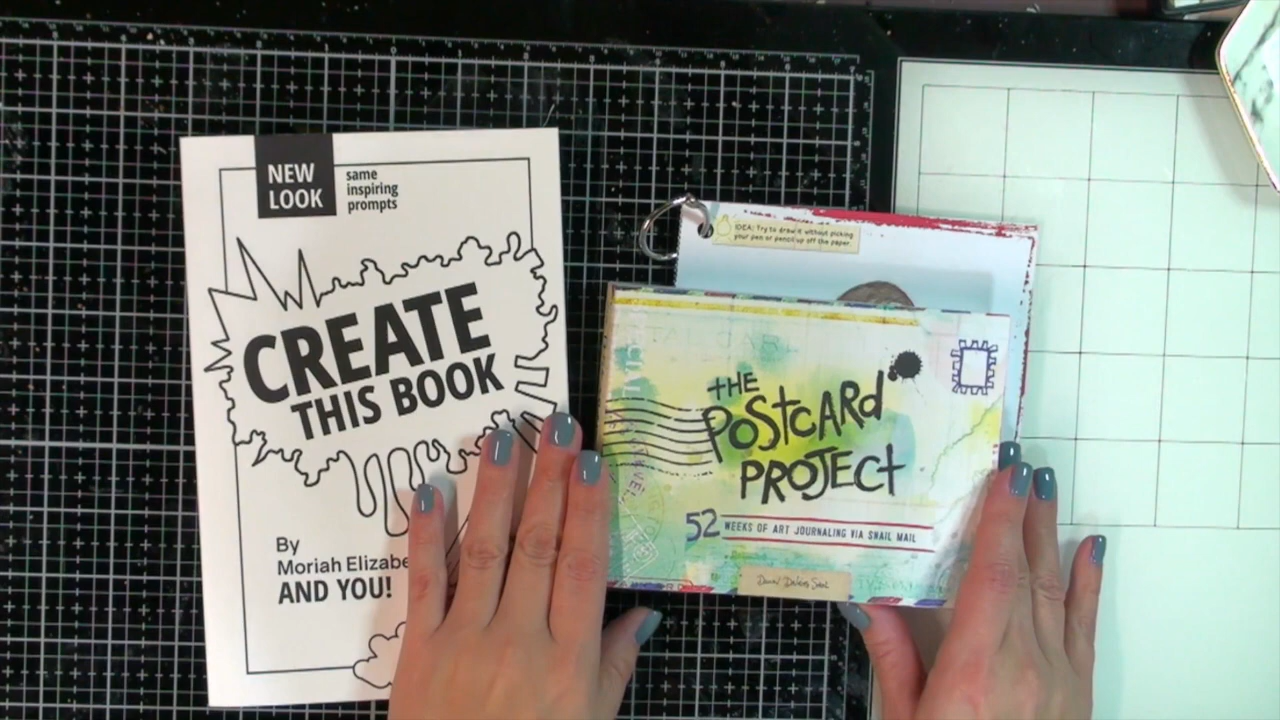 NEW
LOOK
same
inspiring
prompts
CREATE
THIS BOOK
By
Moriah Elizabe
AND YOU!
IDEA: Try to draw it without picking
your pen or pencil up off the paper.
THE
POSTCARD
PROJECT
52 WEEKS OF ART JOURNALING VIA SNAIL MAIL